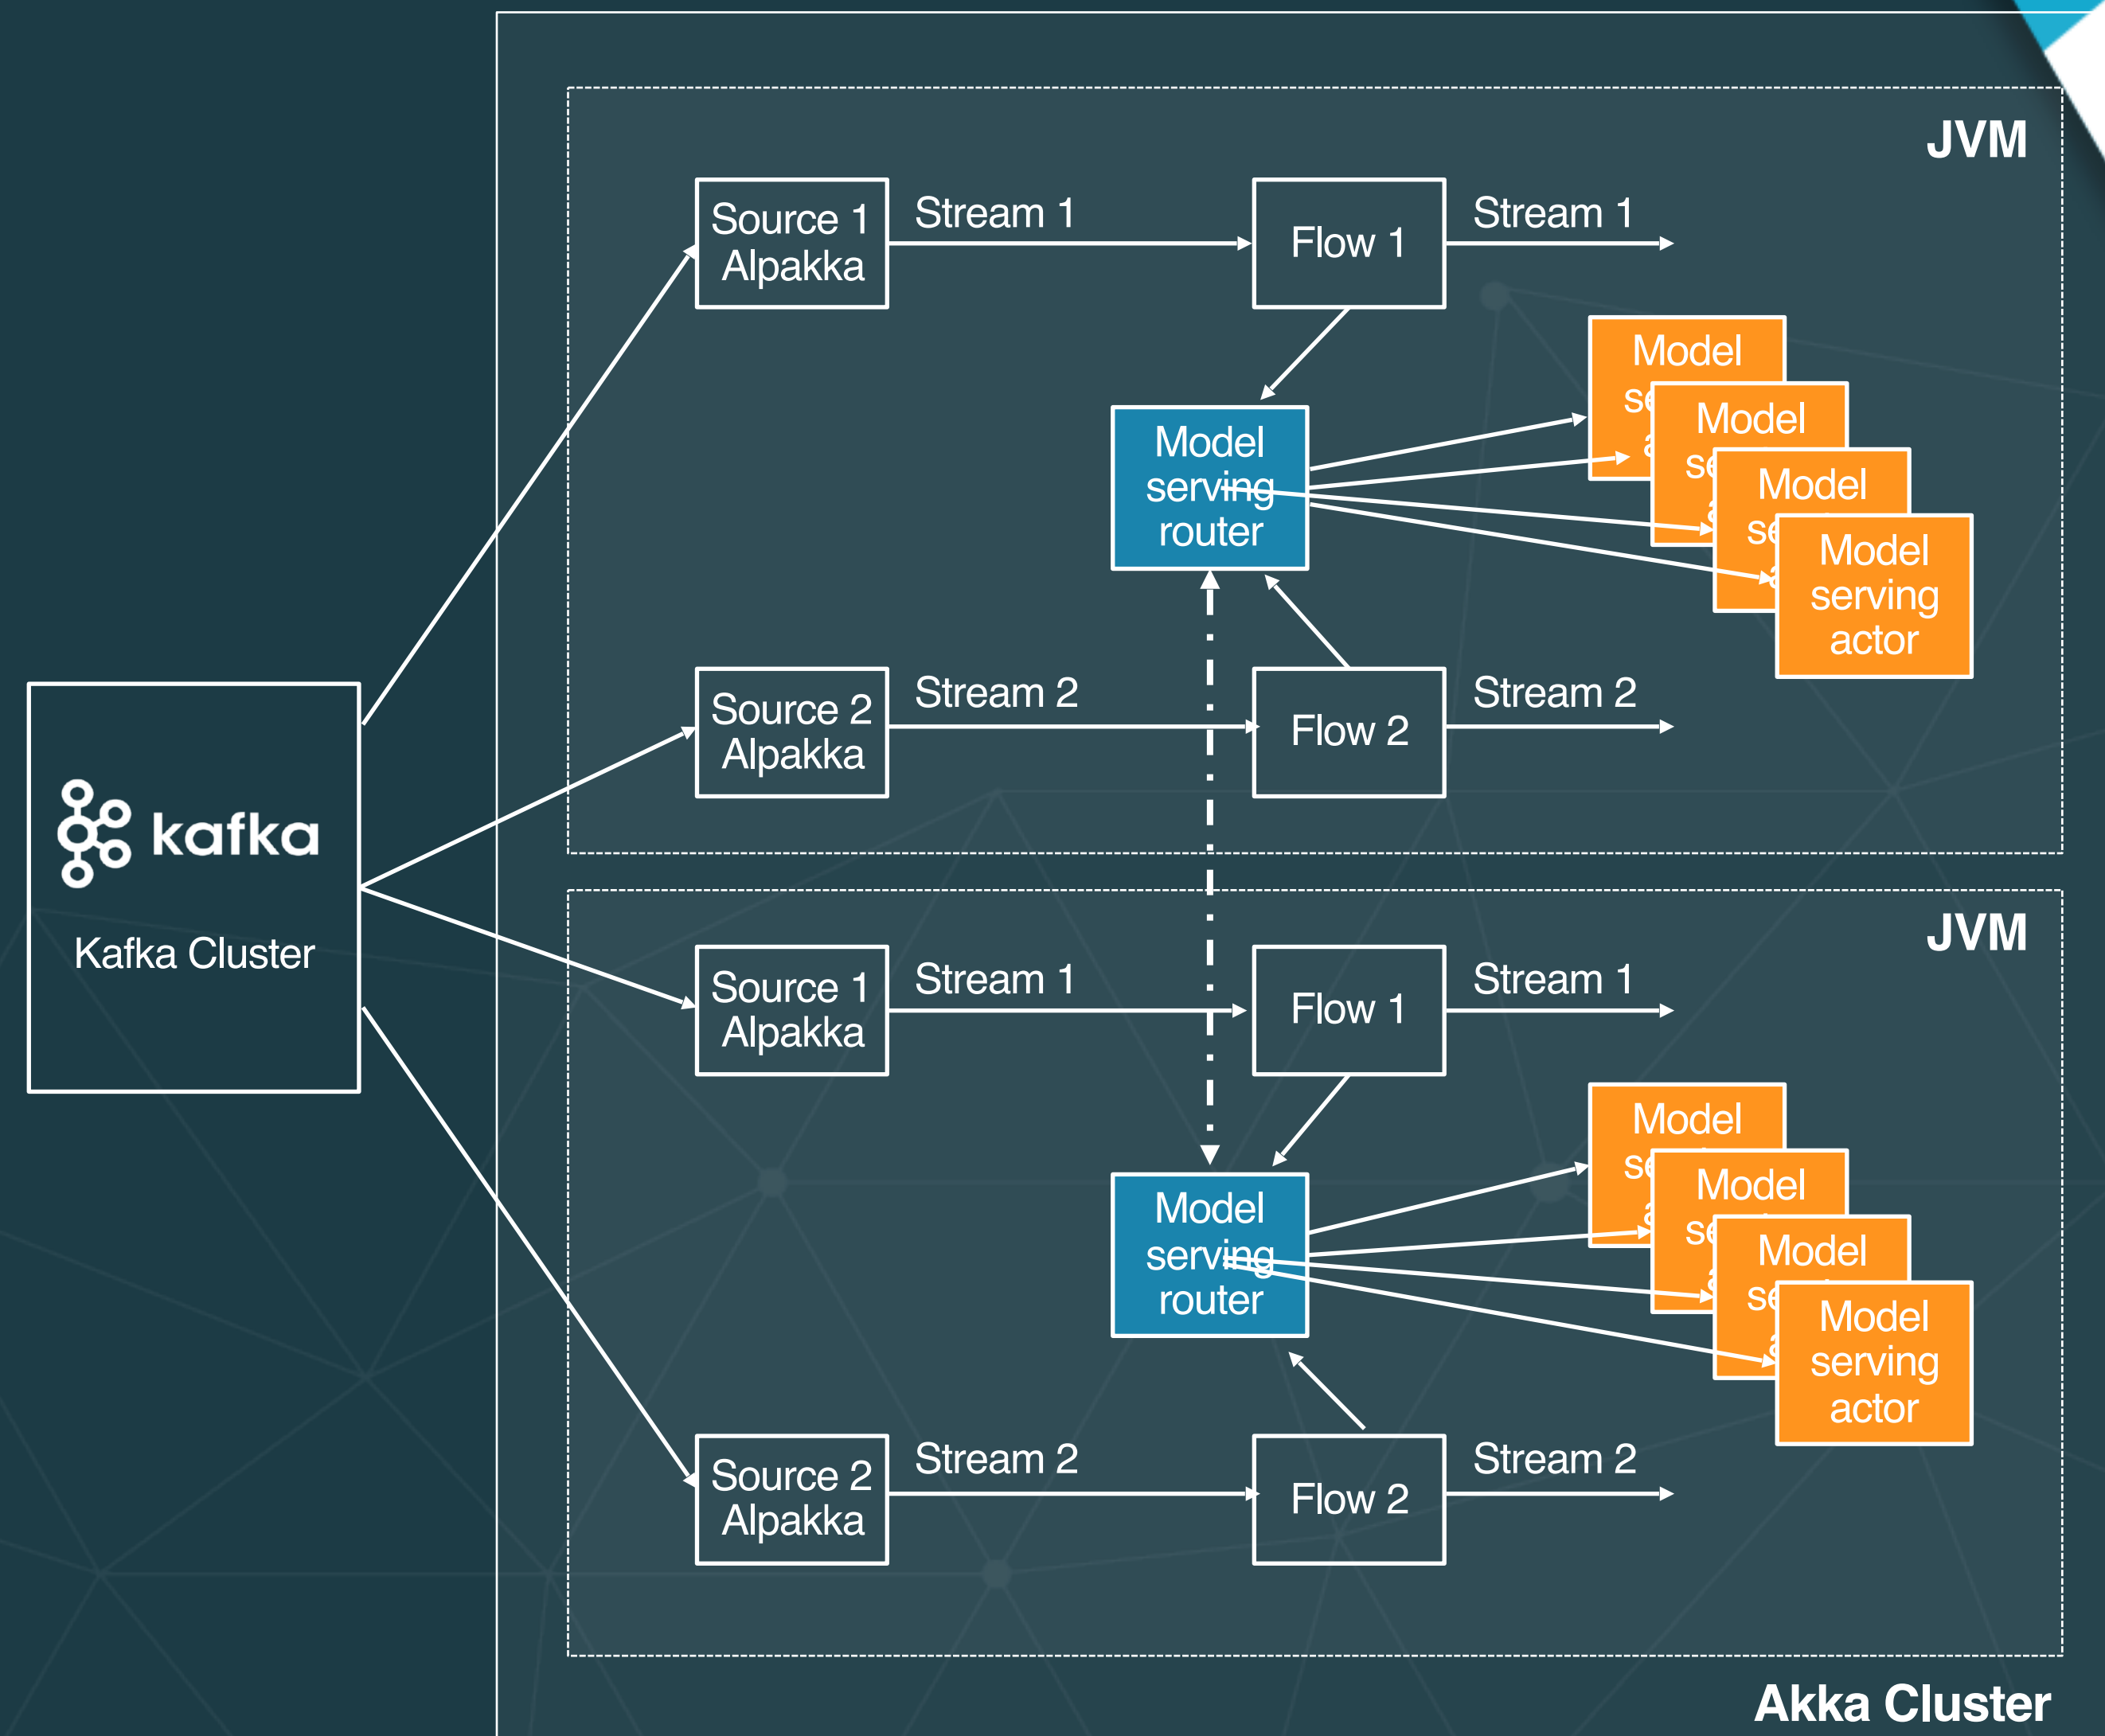 JVM
Source 1
Alpakka
Stream 1
Flow 1
Stream 1
Model
Model
Model
Model
serving
actor
Model
serving
router
Source 2
Alpakka
Stream 2
Flow 2
Stream 2
kafka
Kafka Cluster
JVM
Source 1
Alpakka
Stream 1
Flow 1
Stream 1
Model
Model
Model
Model
serving
actor
Model
serving
router
Source 2
Alpakka
Stream 2
Flow 2
Stream 2
Akka Cluster